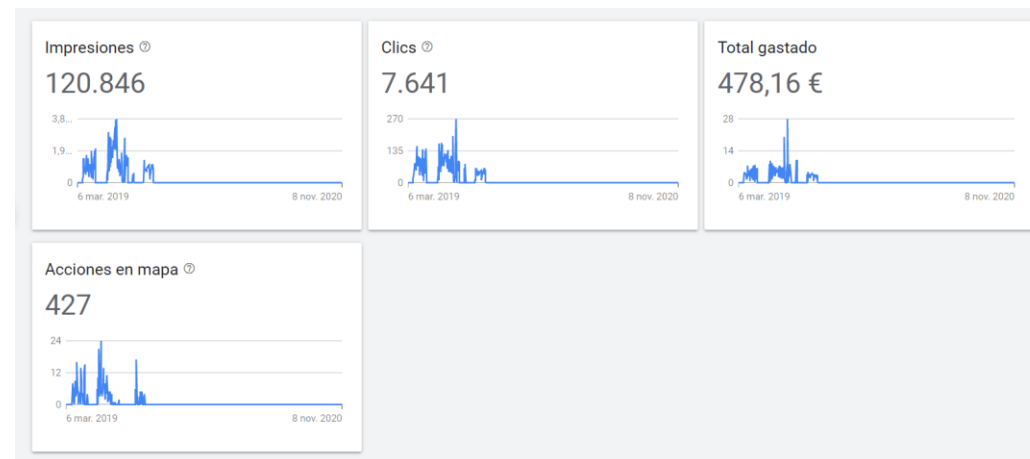 Impresiones
120.846
3,8...
1,9...
0
6 mar. 2019 8 nov. 2020
Clics
7.641
270
135
0
6 mar. 2019 8 nov. 2020
Total gastado
478,16 €
28
14
0
6 mar. 2019 8 nov. 2020
Acciones en mapa
427
24
12
0
6 mar. 2019 8 nov. 2020